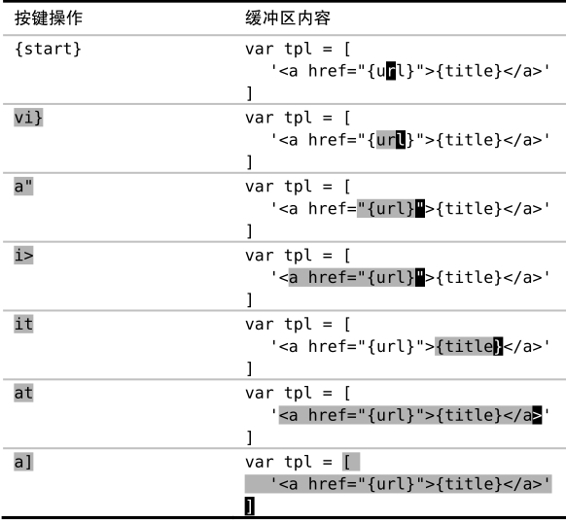 按键操作 缓冲区内容
{start} var tpl = [
'<a href="{url}">{title}</a>'
]
vi} var tpl = [
'<a href="{url}">{title}</a>'
]
a" var tpl = [
'<a href="{url}">{title}</a>'
]
i> var tpl = [
'<a href="{url}">{title}</a>'
]
it var tpl = [
'<a href="{url}">{title}</a>'
]
at var tpl = [
'<a href="{url}">{title}</a>'
]
a] var tpl = [
'<a href="{url}">{title}</a>'
]